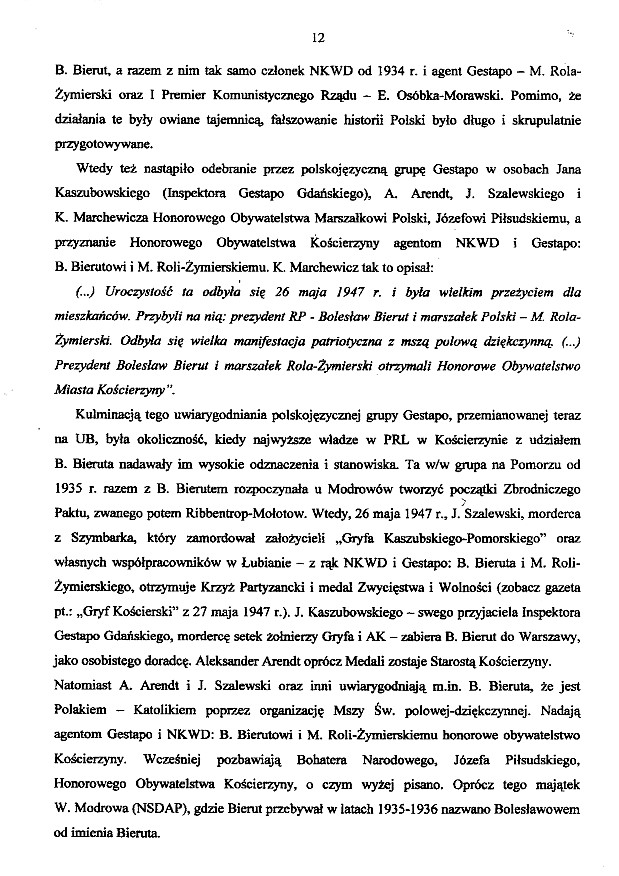 12
B. Bierut, a razem z nim tak samo członek NKWD od 1934 r. i agent Gestapo – M. Rola-
Żymierski oraz I Premier Komunistycznego Rządu – E. Osóbka-Morawski. Pomimo, że
działania te były owiane tajemnicą, fałszowanie historii Polski było długo i skrupulatnie
przygotowywane.
Wtedy też nastąpiło odebranie przez polskojęzyczną grupę Gestapo w osobach Jana
Kaszubowskiego (Inspektora Gestapo Gdańskiego), A. Arendt, J. Szalewskiego i
K. Marchewicza Honorowego Obywatelstwa Marszałkowi Polski, Józefowi Piłsudskiemu, a
przyznanie Honorowego Obywatelstwa Kościerzyny agentom NKWD i Gestapo:
B. Bierutowi i M. Roli-Żymierskiemu. K. Marchewicz tak to opisał:
(...) Uroczystość ta odbyła się 26 maja 1947 r. i była wielkim przeżyciem dla
mieszkańców. Przybyli na nią: prezydent RP - Bolesław Bierut i marszałek Polski – M. Rola-
Żymierski. Odbyła się wielka manifestacja patriotyczna z mszą polową dziękczynną. (...)
Prezydent Bolesław Bierut i marszałek Rola-Żymierski otrzymali Honorowe Obywatelstwo
Miasta Kościerzyny".
Kulminacją tego uwiarygodniania polskojęzycznej grupy Gestapo, przemianowanej teraz
na UB, była okoliczność, kiedy najwyższe władze w PRL w Kościerzynie z udziałem
B. Bieruta nadawały im wysokie odznaczenia i stanowiska. Ta w/w grupa na Pomorzu od
1935 r. razem z B. Bierutem rozpoczynała u Modrowów tworzyć początki Zbrodniczego
Paktu, zwanego potem Ribbentrop-Mołotow. Wtedy, 26 maja 1947 r., J. Szalewski, morderca
z Szymbarka, który zamordował założycieli „Gryfa Kaszubskiego-Pomorskiego” oraz
własnych współpracowników w Łubianie – z rąk NKWD i Gestapo: B. Bieruta i M. Roli-
Żymierskiego, otrzymuje Krzyż Partyzancki i medal Zwycięstwa i Wolności (zobacz gazeta
pt.: „Gryf Kościerski” z 27 maja 1947 r.). J. Kaszubowskiego – swego przyjaciela Inspektora
Gestapo Gdańskiego, mordercę setek żołnierzy Gryfa i AK – zabiera B. Bierut do Warszawy,
jako osobistego doradcę. Aleksander Arendt oprócz Medali zostaje Starostą Kościerzyny.
Natomiast A. Arendt i J. Szalewski oraz inni uwiarygodniają m.in. B. Bieruta, że jest
Polakiem – Katolikiem poprzez organizację Mszy Św. polowej-dziękczynnej. Nadają
agentom Gestapo i NKWD: B. Bierutowi i M. Roli-Żymierskiemu honorowe obywatelstwo
Kościerzyny. Wcześniej pozbawiają Bohatera Narodowego, Józefa Piłsudskiego,
Honorowego Obywatelstwa Kościerzyny, o czym wyżej pisano. Oprócz tego majątek
W. Modrowa (NSDAP), gdzie Bierut przebywał w latach 1935-1936 nazwano Bolesławowem
od imienia Bieruta.